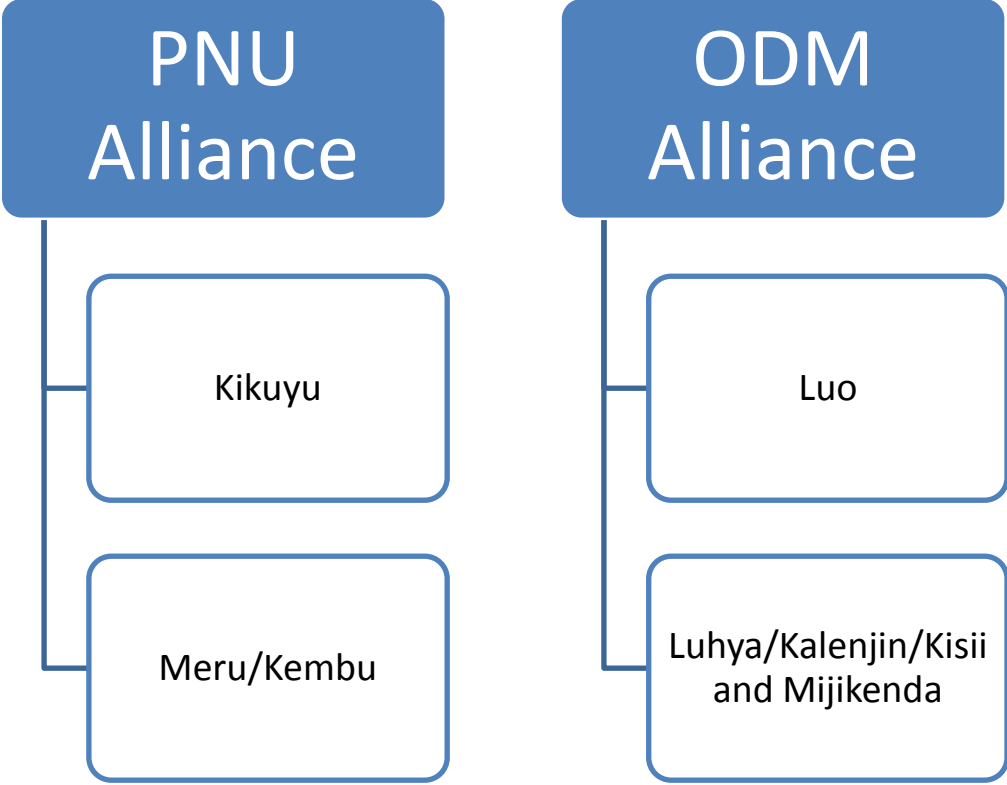 PNU
Alliance
Kikuyu
Meru/Kembu
ODM
Alliance
Luo
Luhya/Kalenjin/Kisii
and Mijikenda